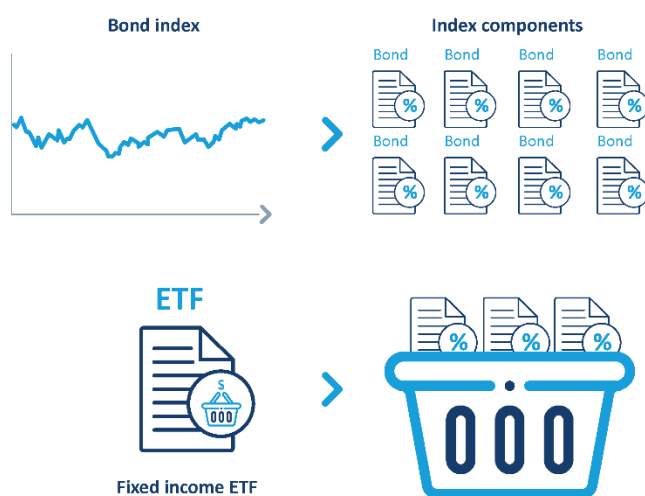 Bond index
Index components
Bond Bond Bond Bond
% % % %
Bond Bond Bond Bond
% % % %
ETF
S
% % %
Fixed income ETF